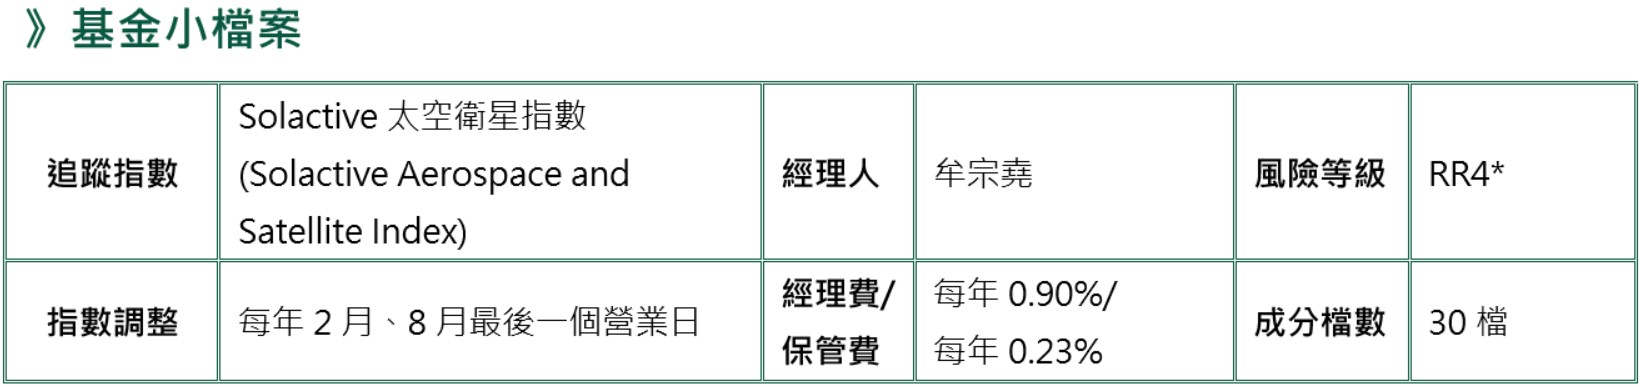 》基金小檔案
追蹤指數
Solactive 太空衛星指數
(Solactive Aerospace and
Satellite Index)
經理人
牟宗堯
風險等級
RR4*
指數調整
每年 2 月、8 月最後一個營業日
經理費/
保管費
每年 0.90%/
每年 0.23%
成分檔數
30 檔